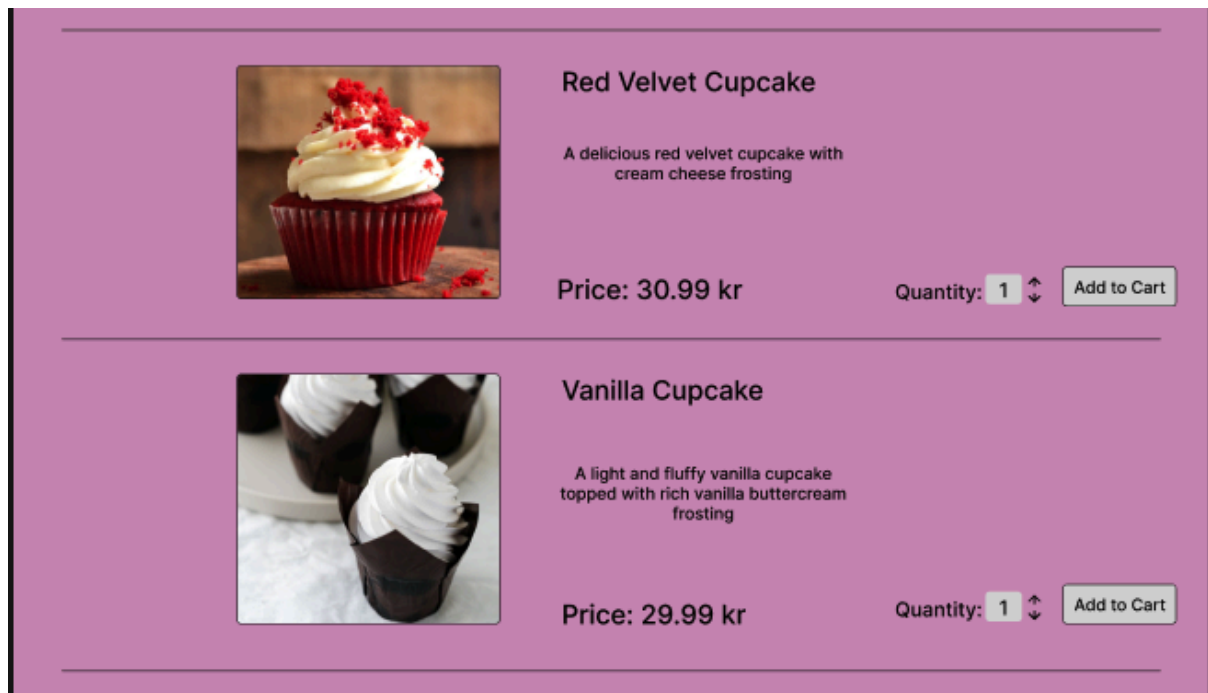 Red Velvet Cupcake
A delicious red velvet cupcake with
cream cheese frosting
Price: 30.99 kr
Quantity: 1
Add to Cart
Vanilla Cupcake
A light and fluffy vanilla cupcake
topped with rich vanilla buttercream
frosting
Price: 29.99 kr
Quantity: 1
Add to Cart